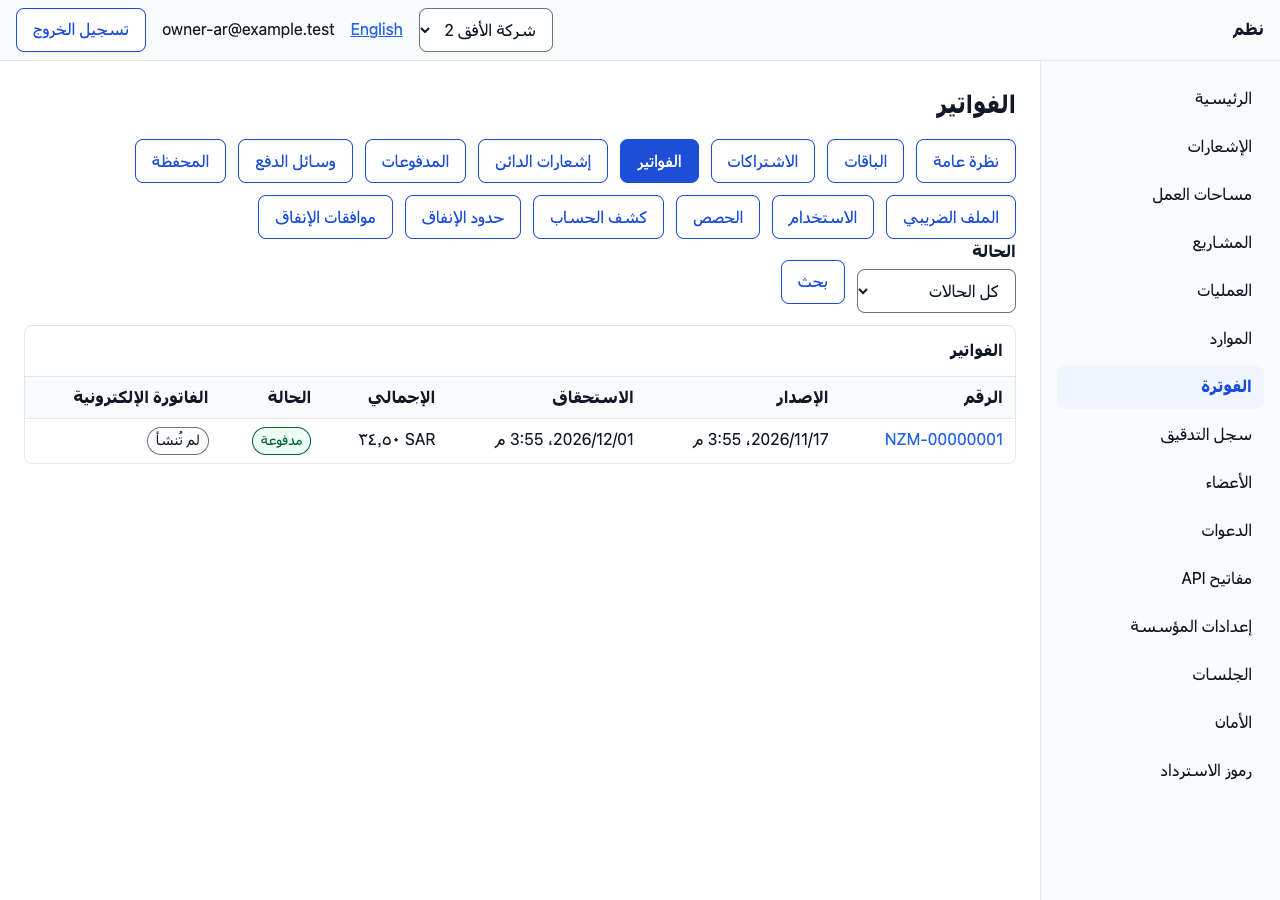 نظم
شركة الأفق 2
English
owner-ar@example.test
تسجيل الخروج
الرئيسية
الإشعارات
مساحات العمل
المشاريع
العمليات
الموارد
الفوترة
سجل التدقيق
الأعضاء
الدعوات
مفاتيح API
إعدادات المؤسسة
الجلسات
الأمان
رموز الاسترداد
الفواتير
نظرة عامة
الباقات
الاشتراكات
الفواتير
إشعارات الدائن
المدفوعات
وسائل الدفع
المحفظة
الملف الضريبي
الاستخدام
الحصص
كشف الحساب
حدود الإنفاق
موافقات الإنفاق
الحالة
كل الحالات
بحث
الفواتير
الرقم الإصدار الاستحقاق الإجمالي الحالة الفاتورة الإلكترونية
NZM-00000001 2026/11/17، 3:55 م 2026/12/01، 3:55 م SAR ٣٤٫٥٠ مدفوعة لم تُنشأ